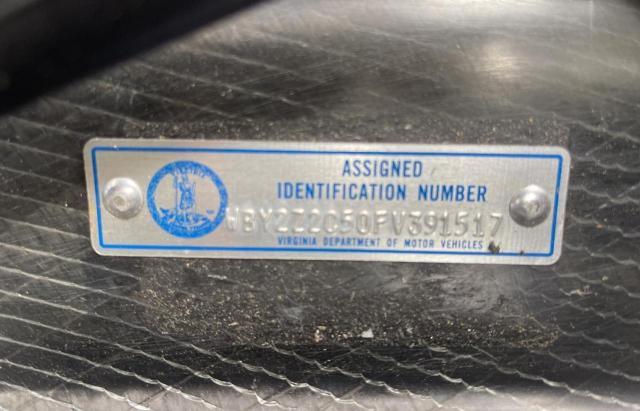 ASSIGNED
IDENTIFICATION NUMBER
WBY2Z2C50FV391517
VIRGINIA DEPARTMENT OF MOTOR VEHICLES